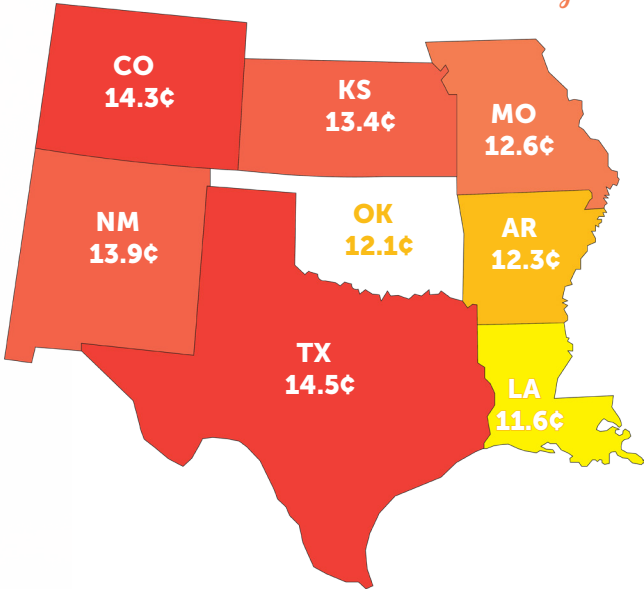 CO
14.3¢
KS
13.4¢
MO
12.6¢
NM
13.9¢
OK
12.1¢
AR
12.3¢
TX
14.5¢
LA
11.6¢